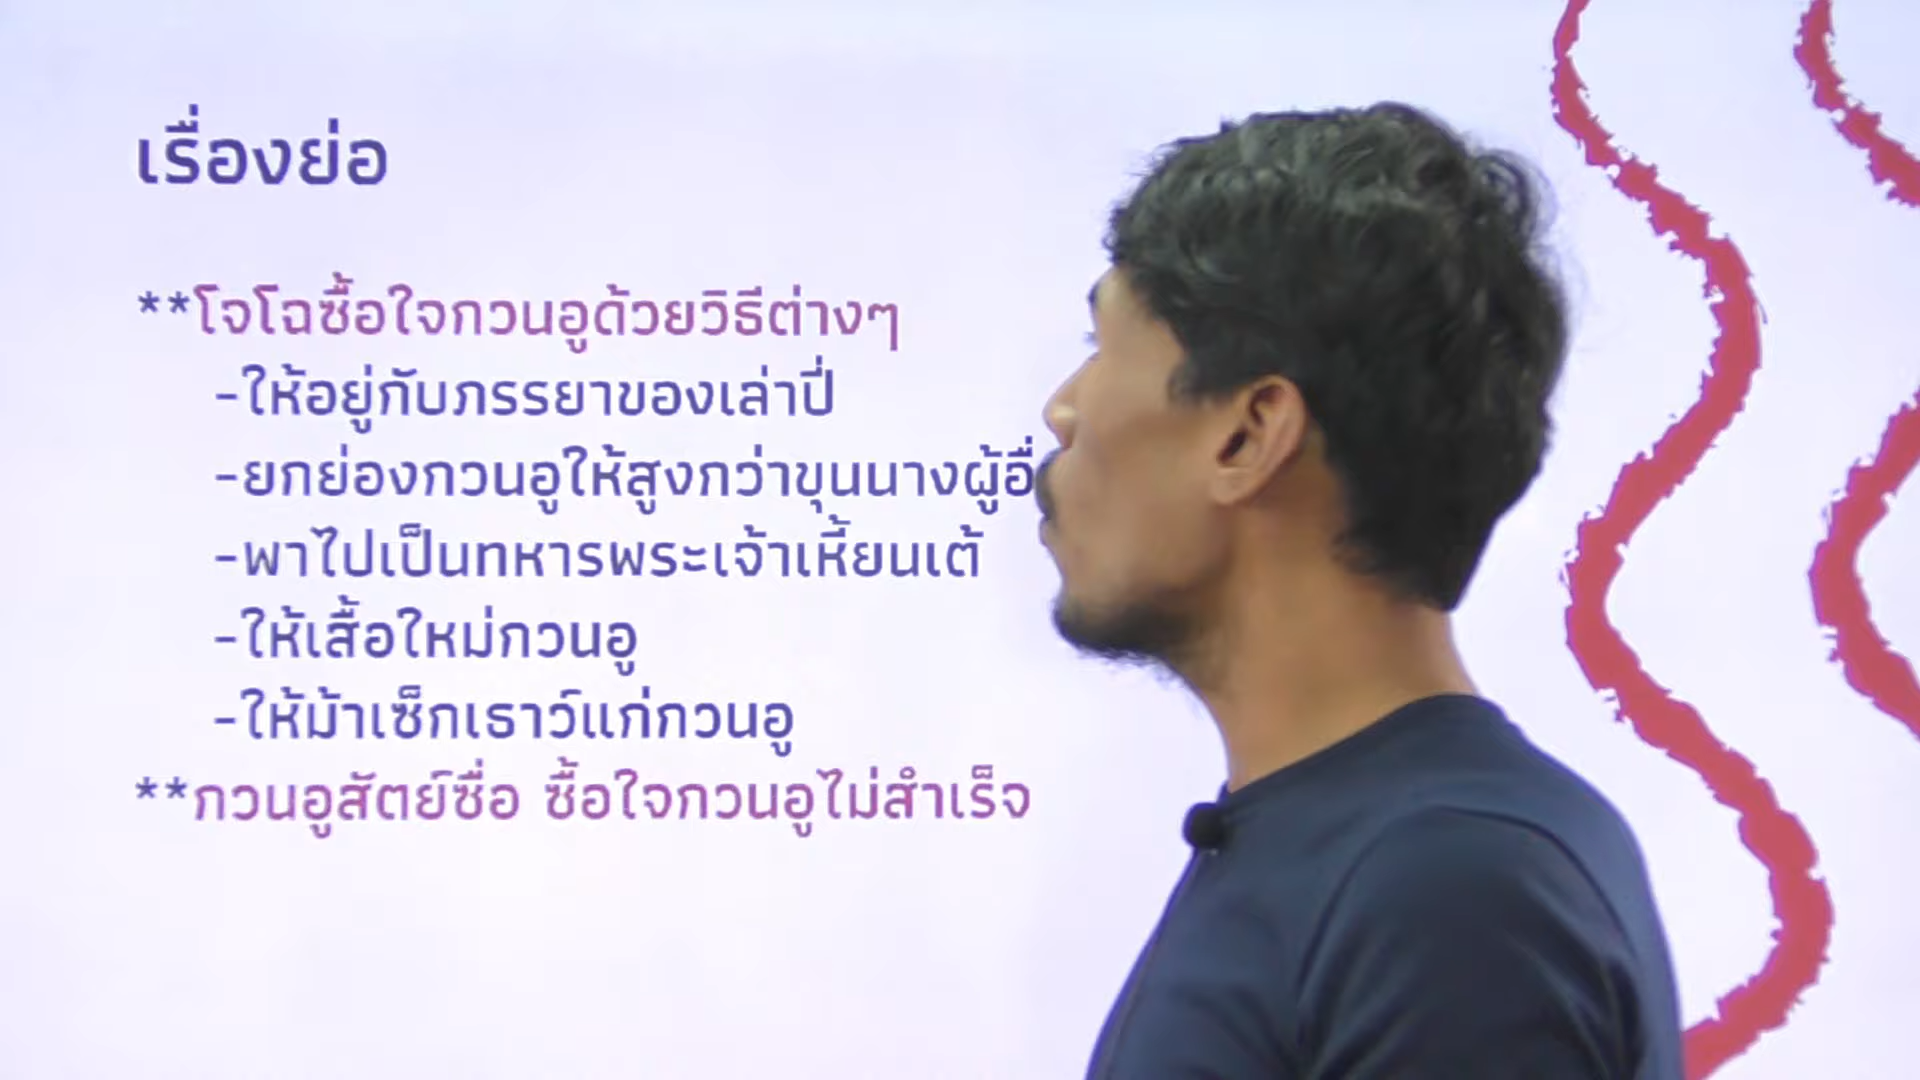 เรื่องย่อ
**โจโฉซื้อใจกวนอูด้วยวิธีต่างๆ
-ให้อยู่กับภรรยาของเล่าปี่
-ยกย่องกวนอูให้สูงกว่าขุนนาง
-พาไปเป็นทหารพระเจ้าเหี้ยนเต้
-ให้เสื้อใหม่กวนอู
-ให้ม้าเซ็กเธาว์แก่กวนอู
**กวนอูสัตย์ซื่อ ซื้อใจกวนอูไม่สำเร็จ